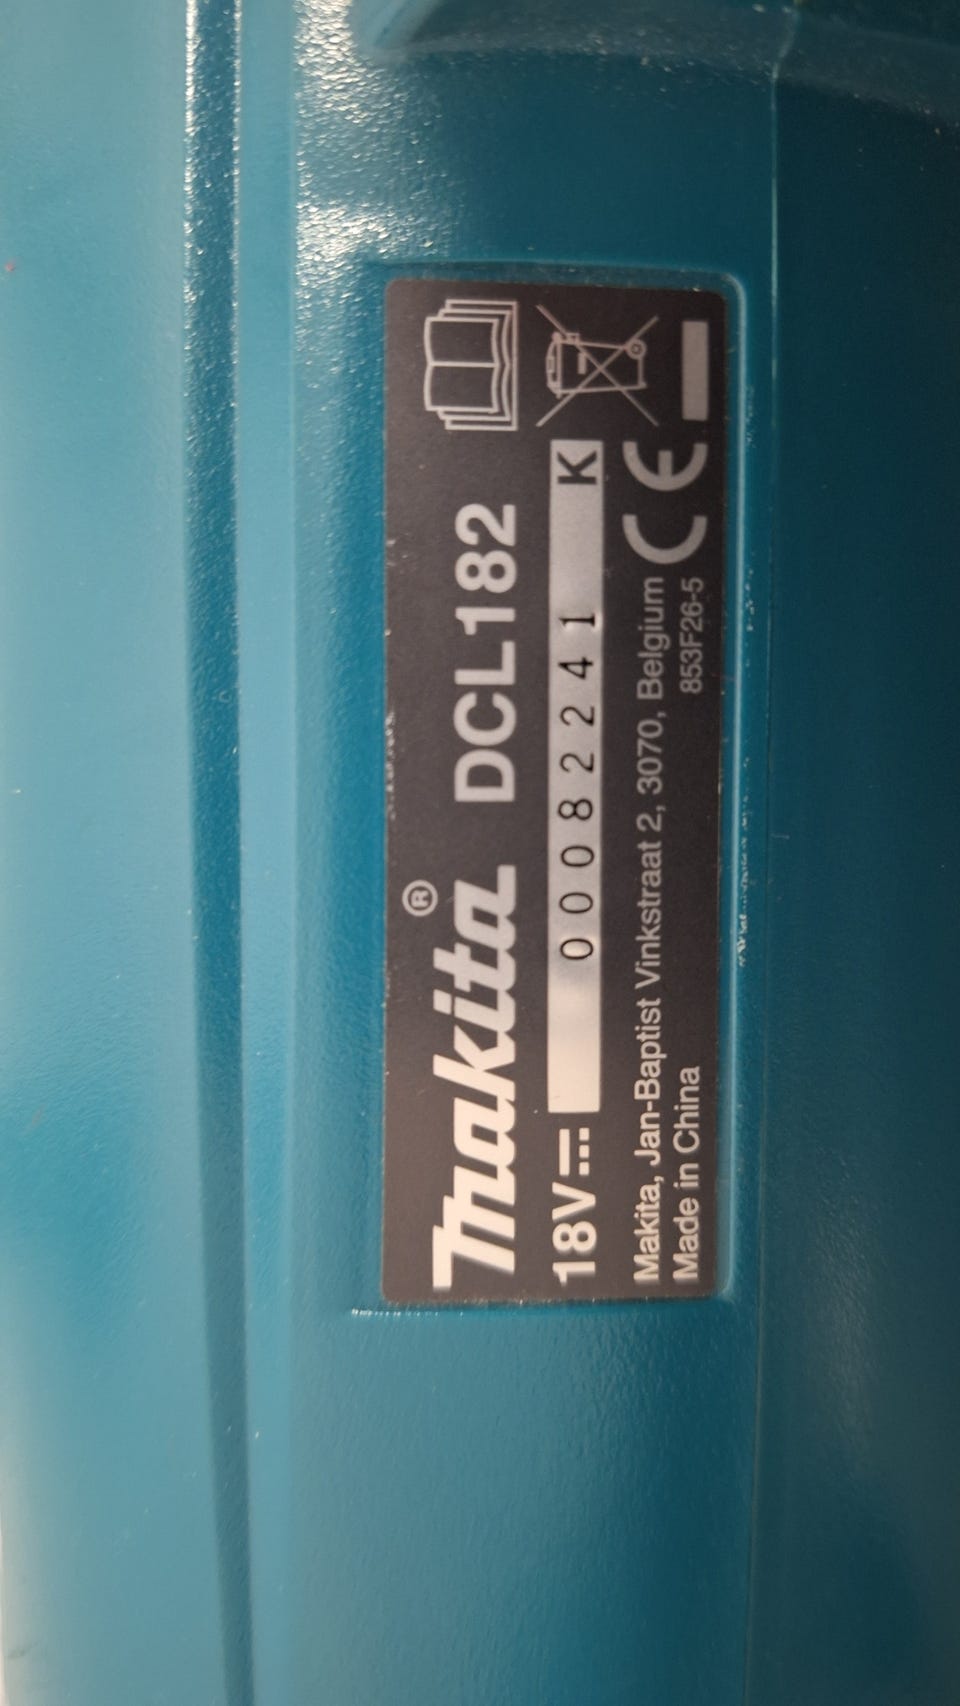 makita® DCL182
18V⎓ 00082241 K
Makita, Jan-Baptist Vinkstraat 2, 3070, Belgium
Made in China 853F26-5 CE